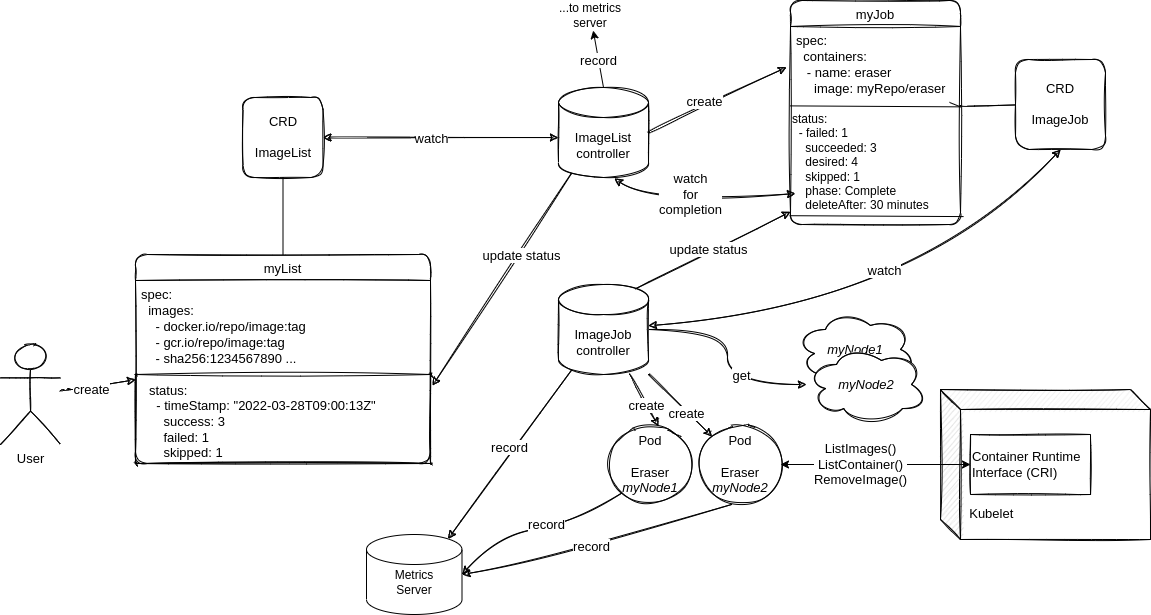 ...to metrics
server
record
myJob
spec:
containers:
- name: eraser
image: myRepo/eraser
status:
- failed: 1
succeeded: 3
desired: 4
skipped: 1
phase: Complete
deleteAfter: 30 minutes
CRD
ImageJob
CRD
ImageList
watch
ImageList
controller
create
watch
for
completion
update status
update status
watch
myList
spec:
images:
- docker.io/repo/image:tag
- gcr.io/repo/image:tag
- sha256:1234567890 ...
status:
- timeStamp: "2022-03-28T09:00:13Z"
success: 3
failed: 1
skipped: 1
create
User
ImageJob
controller
get
myNode1
myNode2
create
create
record
Pod
Eraser
myNode1
Pod
Eraser
myNode2
ListImages()
ListContainer()
RemoveImage()
Container Runtime
Interface (CRI)
Kubelet
record
record
Metrics
Server